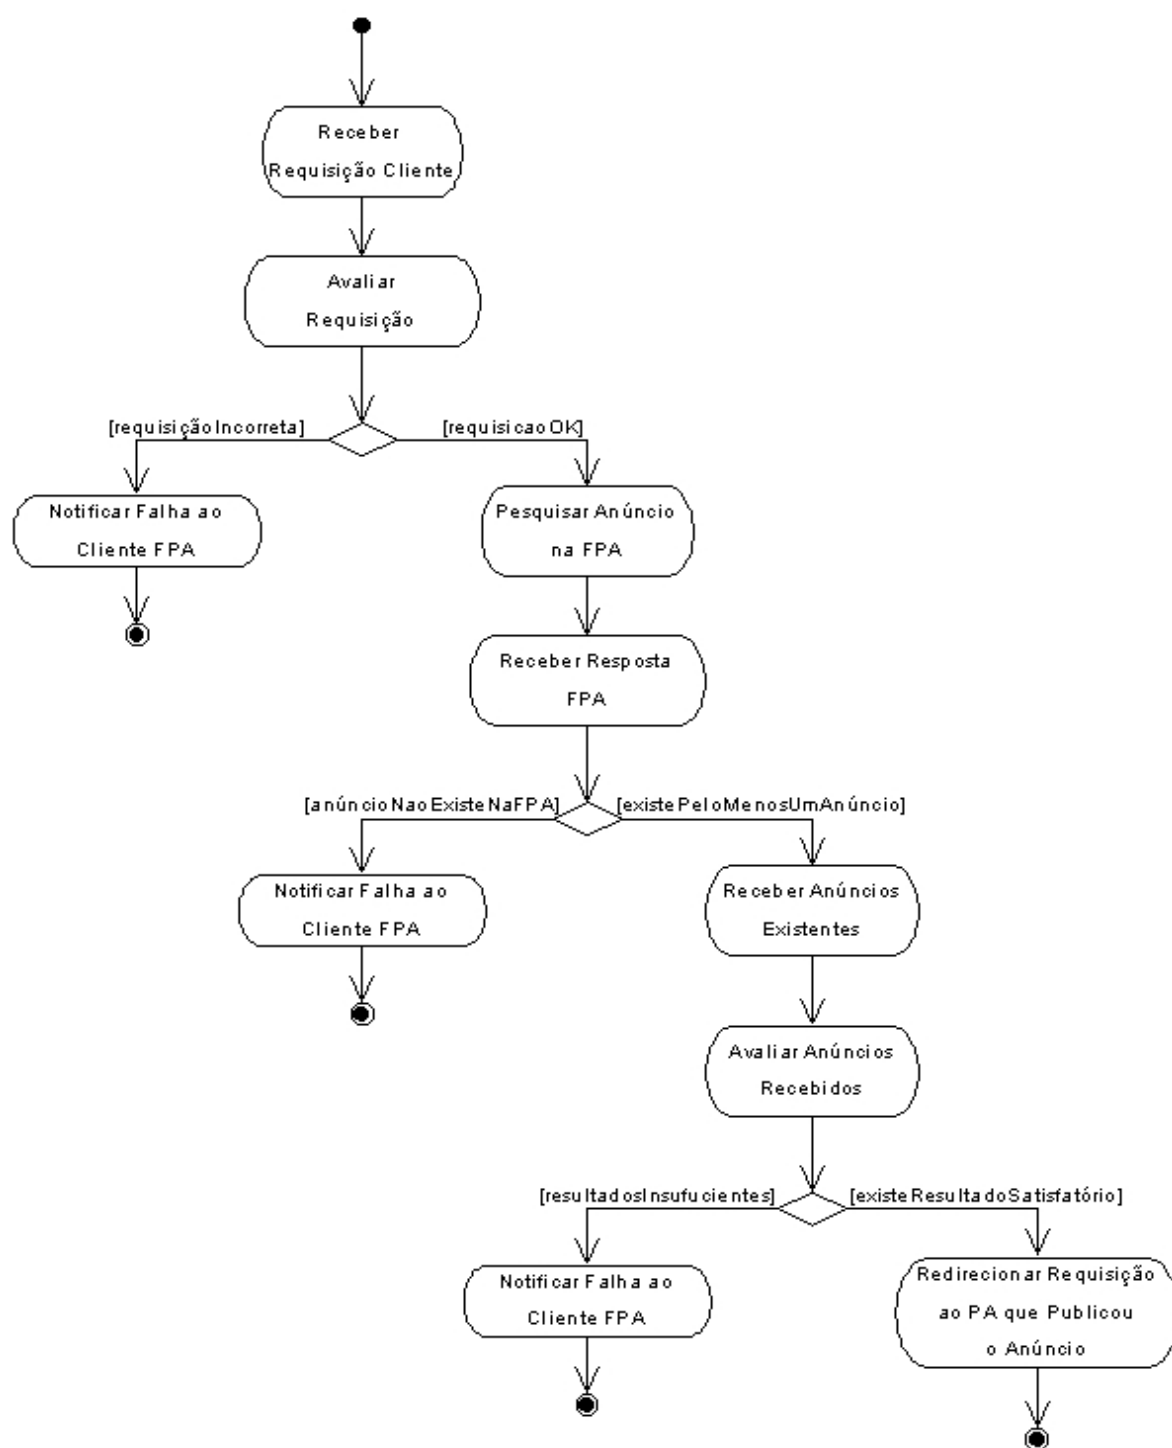 Receber
Requisição Cliente
Avaliar
Requisição
[requisiçãoIncorreta]
[requisicaoOK]
Notificar Falha ao
Cliente FPA
Pesquisar Anúncio
na FPA
Receber Resposta
FPA
[anúncioNaoExisteNaFPA]
[existePeloMenosUmAnúncio]
Notificar Falha ao
Cliente FPA
Receber Anúncios
Existentes
Avaliar Anúncios
Recebidos
[resultadosInsufucientes]
[existeResultadoSatisfatório]
Notificar Falha ao
Cliente FPA
Redirecionar Requisição
ao PA que Publicou
o Anúncio